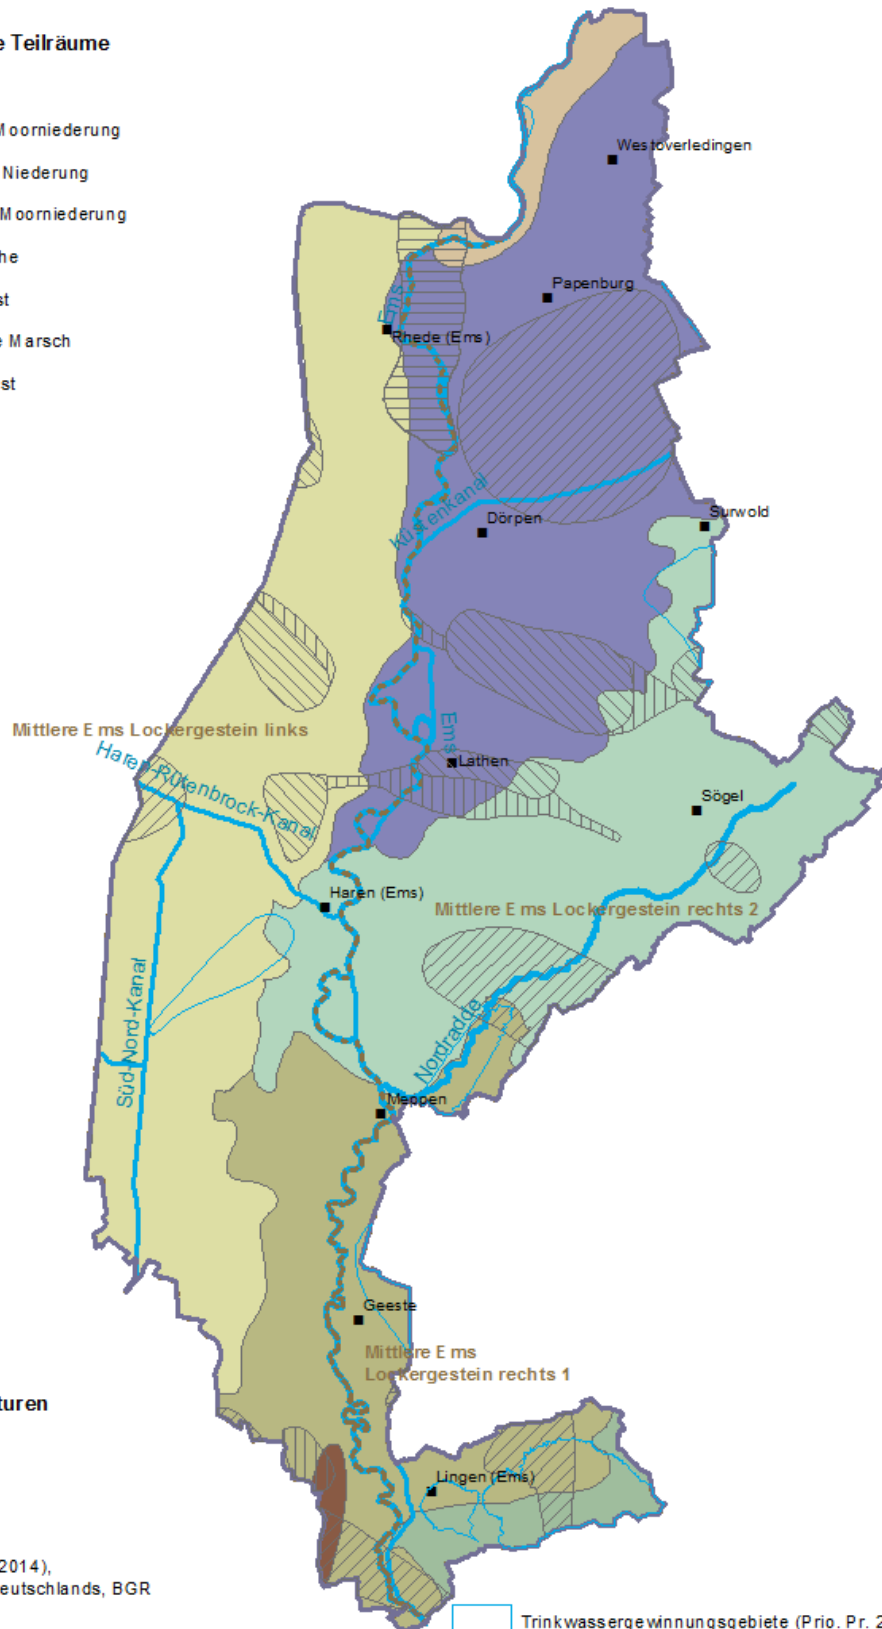 e Teilräume
Moorniederung
Niederung
Moorniederung
he
st
e Marsch
st
Westoverledingen
Papenburg
Ems
Rhede (Ems)
Küstenkanal
Dörpen
Surwold
Mittlere Ems Lockergestein links
Ems
Lathen
Haren-Rütenbrock-Kanal
Sögel
Haren (Ems)
Mittlere Ems Lockergestein rechts 2
Süd-Nord-Kanal
Nordradde
Meppen
Geeste
Mittlere Ems
Lockergestein rechts 1
turen
Lingen (Ems)
2014),
eutschlands, BGR
Trinkwassergewinnungsgebiete (Prio. Pr. 2